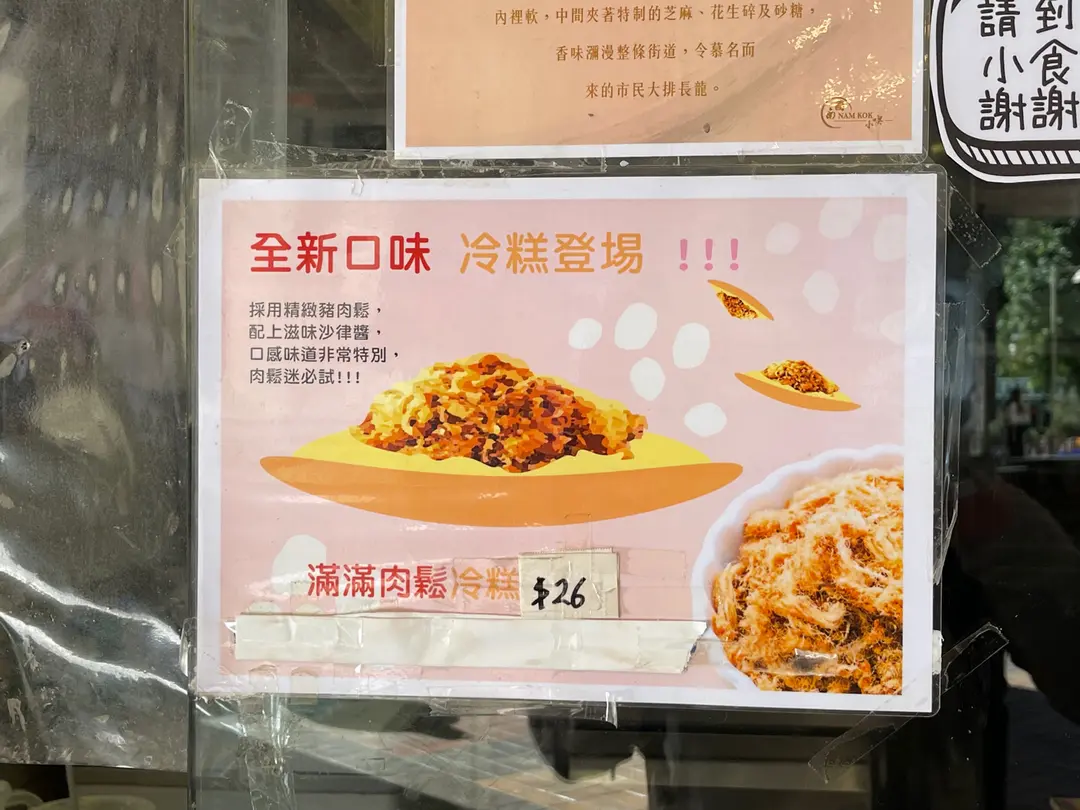 內裡軟，中間夾著特制的芝麻、花生碎及砂糖，
香味瀰漫整條街道，令慕名而
來的市民大排長龍。
NAM KOK
小吃
請到
小食
謝謝
全新口味 冷糕登場 !!!
採用精緻豬肉鬆，
配上滋味沙律醬，
口感味道非常特別，
肉鬆迷必試!!!
滿滿肉鬆冷糕 $26